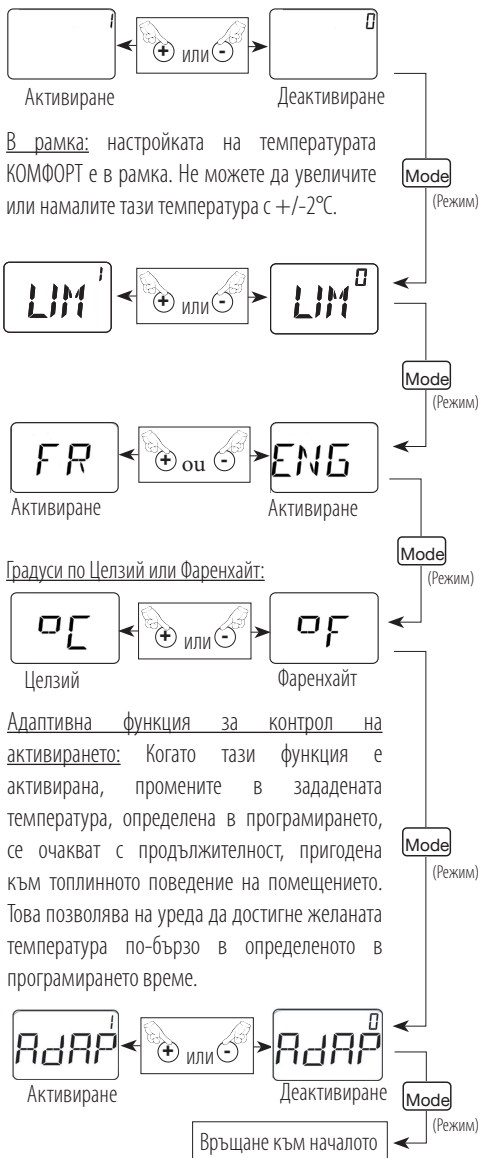 1 + или - 0
Активиране Деактивиране
В рамка: настройката на температурата
КОМФОРТ е в рамка. Не можете да увеличите
или намалите тази температура с +/-2°C.
Mode
(Режим)
LIM 1 + или - LIM 0
Mode
(Режим)
FR + ou - ENG
Активиране Активиране
Mode
(Режим)
Градуси по Целзий или Фаренхайт:
°C + или - °F
Целзий Фаренхайт
Адаптивна функция за контрол на
активирането: Когато тази функция е
активирана, промените в зададената
температура, определена в програмирането,
се очакват с продължителност, пригодена
към топлинното поведение на помещението.
Това позволява на уреда да достигне желаната
температура по-бързо в определеното в
програмирането време.
Mode
(Режим)
AdAP 1 + или - AdAP 0
Активиране Деактивиране
Mode
(Режим)
Връщане към началото